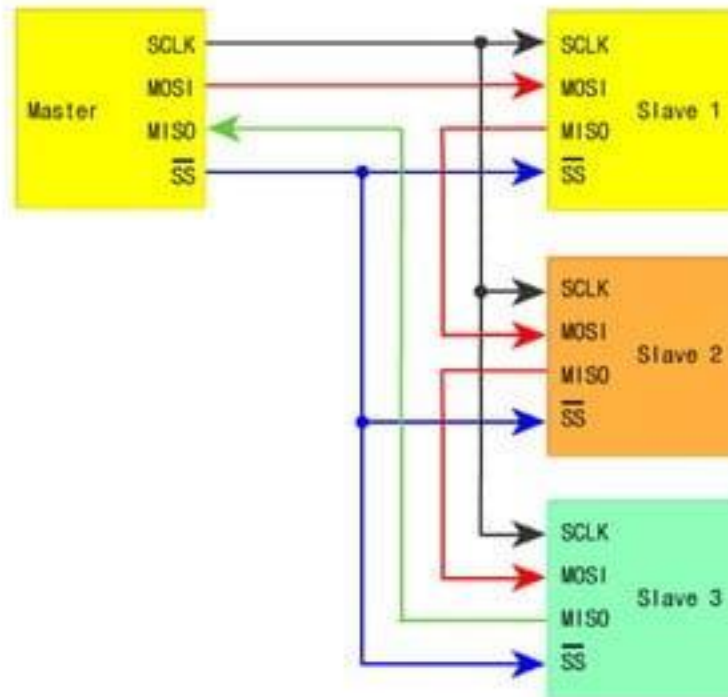 Master
SCLK
MOSI
MISO
SS
SCLK
MOSI
MISO
SS
Slave 1
SCLK
MOSI
MISO
SS
Slave 2
SCLK
MOSI
MISO
SS
Slave 3